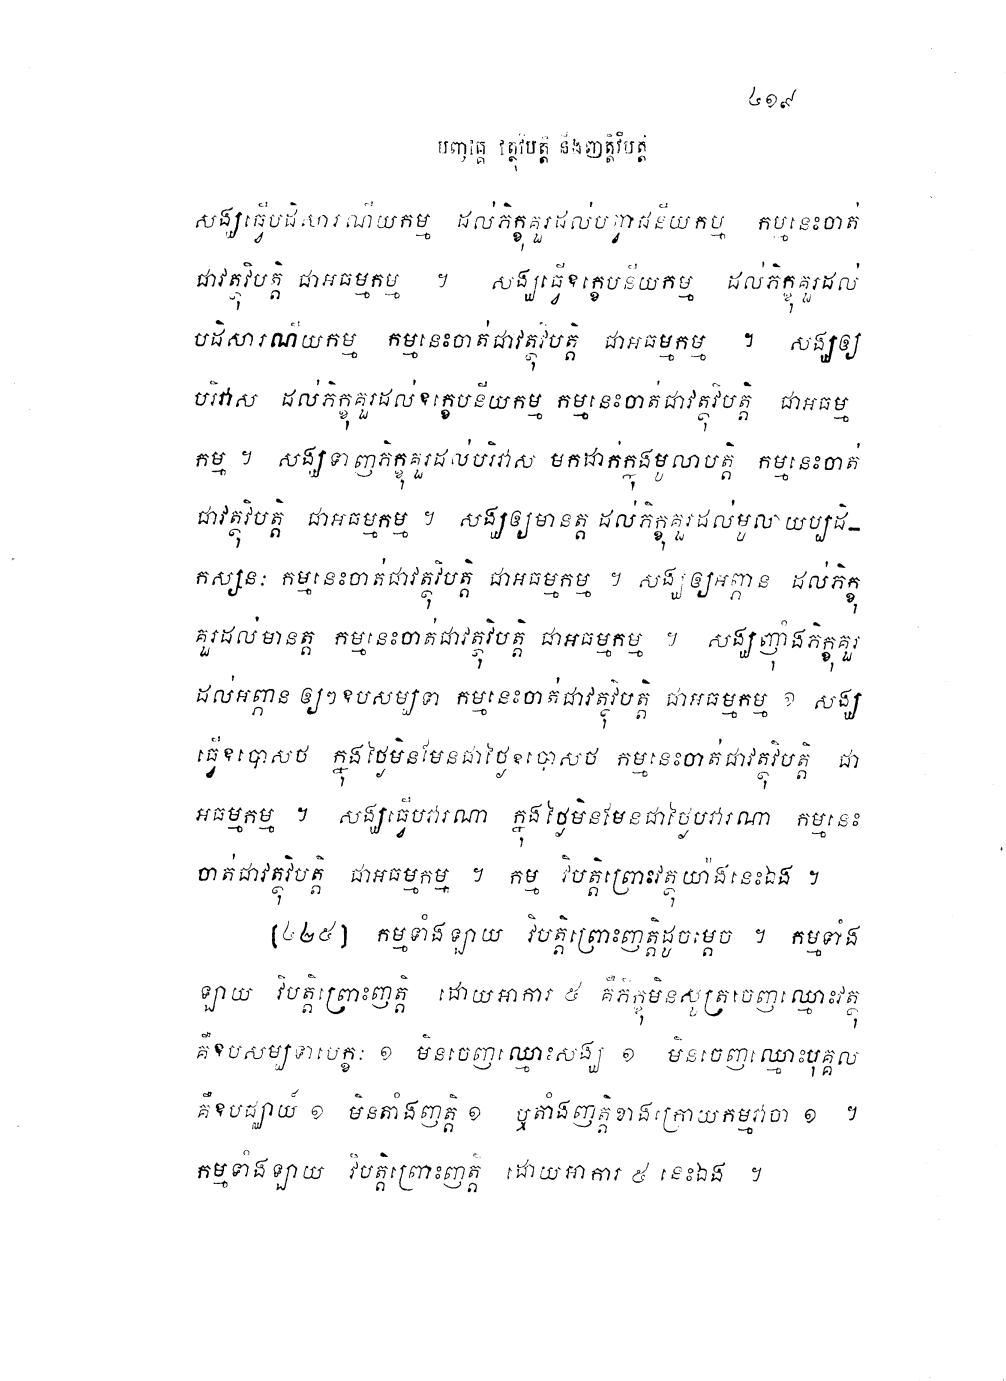 ៤១៩
បញ្ចវគ្គ វត្ថុវិបត្តិ និងញត្តិវិបត្តិ
សង្ឃធ្វើបដិសារណីយកម្ម ដល់ភិក្ខុគួរដល់បព្វាជនីយកម្ម កម្មនេះចាត់
ជាវត្ថុវិបត្តិ ជាអធម្មកម្ម ។ សង្ឃធ្វើឧក្ខេបនីយកម្ម ដល់ភិក្ខុគួរដល់
បដិសារណីយកម្ម កម្មនេះចាត់ជាវត្ថុវិបត្តិ ជាអធម្មកម្ម ។ សង្ឃឲ្យ
បរិវាស ដល់ភិក្ខុគួរដល់ឧក្ខេបនីយកម្ម កម្មនេះចាត់ជាវត្ថុវិបត្តិ ជាអធម្ម
កម្ម ។ សង្ឃទាញភិក្ខុគួរដល់បរិវាស មកដាក់ក្នុងមូលាបត្តិ កម្មនេះចាត់
ជាវត្ថុវិបត្តិ ជាអធម្មកម្ម ។ សង្ឃឲ្យមានត្ត ដល់ភិក្ខុគួរដល់មូលាយប្បដិ–
កស្សនៈ កម្មនេះចាត់ជាវត្ថុវិបត្តិ ជាអធម្មកម្ម ។ សង្ឃឲ្យអព្ភាន ដល់ភិក្ខុ
គួរដល់មានត្ត កម្មនេះចាត់ជាវត្ថុវិបត្តិ ជាអធម្មកម្ម ។ សង្ឃញុំាងភិក្ខុគួរ
ដល់អព្ភាន ឲ្យៗឧបសម្បទា កម្មនេះចាត់ជាវត្ថុវិបត្តិ ជាអធម្មកម្ម ១ សង្ឃ
ធ្វើឧបោសថ ក្នុងថ្ងៃមិនមែនជាថ្ងៃឧបោសថ កម្មនេះចាត់ជាវត្ថុវិបត្តិ ជា
អធម្មកម្ម ។ សង្ឃធ្វើបវារណា ក្នុងថ្ងៃមិនមែនជាថ្ងៃបវារណា កម្មនេះ
ចាត់ជាវត្ថុវិបត្តិ ជាអធម្មកម្ម ។ កម្ម វិបត្តិព្រោះវត្ថុយ៉ាងនេះឯង ។
(៤២៥) កម្មទាំងឡាយ វិបត្តិព្រោះញត្តិដូចម្តេច ។ កម្មទាំង
ឡាយ វិបត្តិព្រោះញត្តិ ដោយអាការ ៥ គឺភិក្ខុមិនសូត្រចេញឈ្មោះវត្ថុ
គឺឧបសម្បទាបេក្ខៈ ១ មិនចេញឈ្មោះសង្ឃ ១ មិនចេញឈ្មោះបុគ្គល
គឺឧបជ្ឈាយ៍ ១ មិនតាំងញត្តិ ១ ឬតាំងញត្តិខាងក្រោយកម្មវាចា ១ ។
កម្មទាំងឡាយ វិបត្តិព្រោះញត្តិ ដោយអាការ ៥ នេះឯង ។